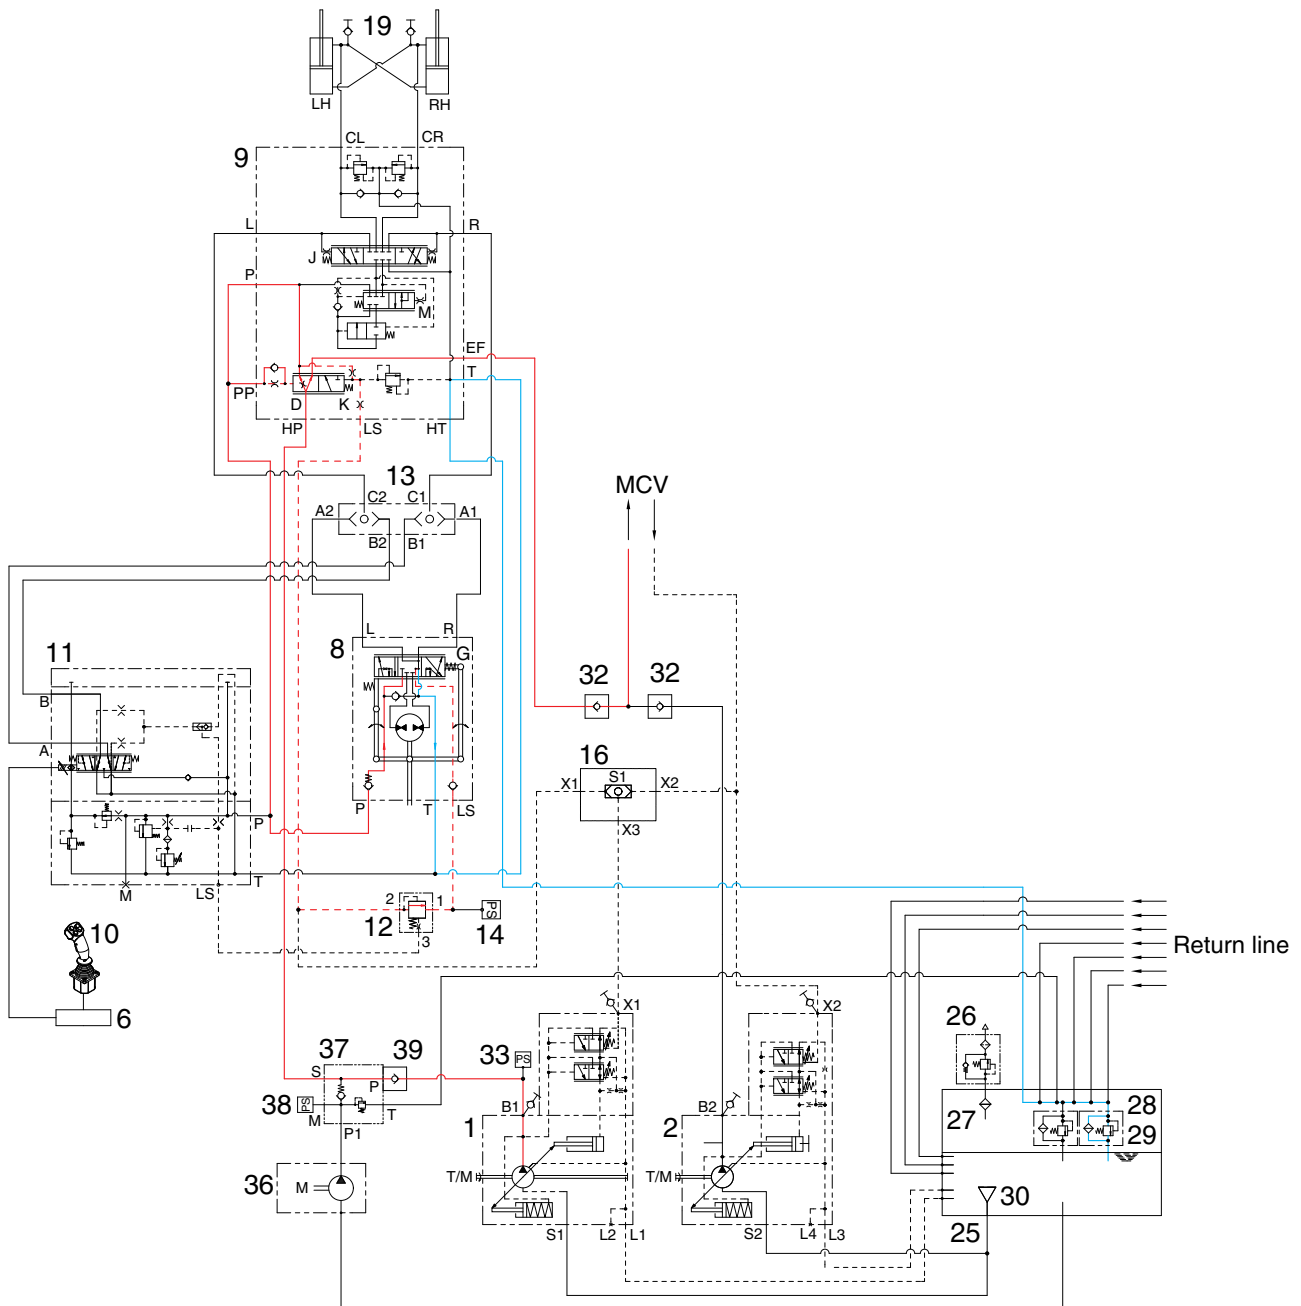 19
LH
RH
CL
CR
9
L
R
J
P
M
EF
T
PP
D
K
HP
LS
HT
13
C2
C1
A2
A1
B2
B1
MCV
L
R
8
G
11
32
32
B
A
16
S1
X1
X2
X3
P
T
LS
P
M
LS
T
2
1
12
3
PS
14
10
Return line
6
X1
X2
26
37
39
33
PS
S
P
38
PS
M
T
P1
B1
B2
1
2
27
28
29
36
M
T/M
T/M
30
S1
L2
L1
S2
L4
L3
25